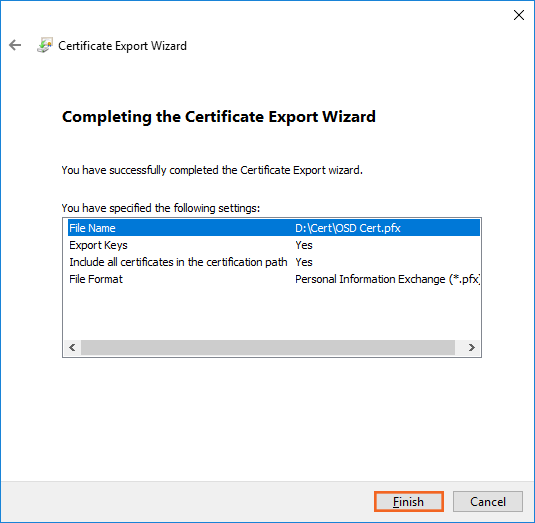 Certificate Export Wizard
Completing the Certificate Export Wizard
You have successfully completed the Certificate Export wizard.
You have specified the following settings:
File Name D:\Cert\OSD Cert.pfx
Export Keys Yes
Include all certificates in the certification path Yes
File Format Personal Information Exchange (*.pfx)
Finish Cancel